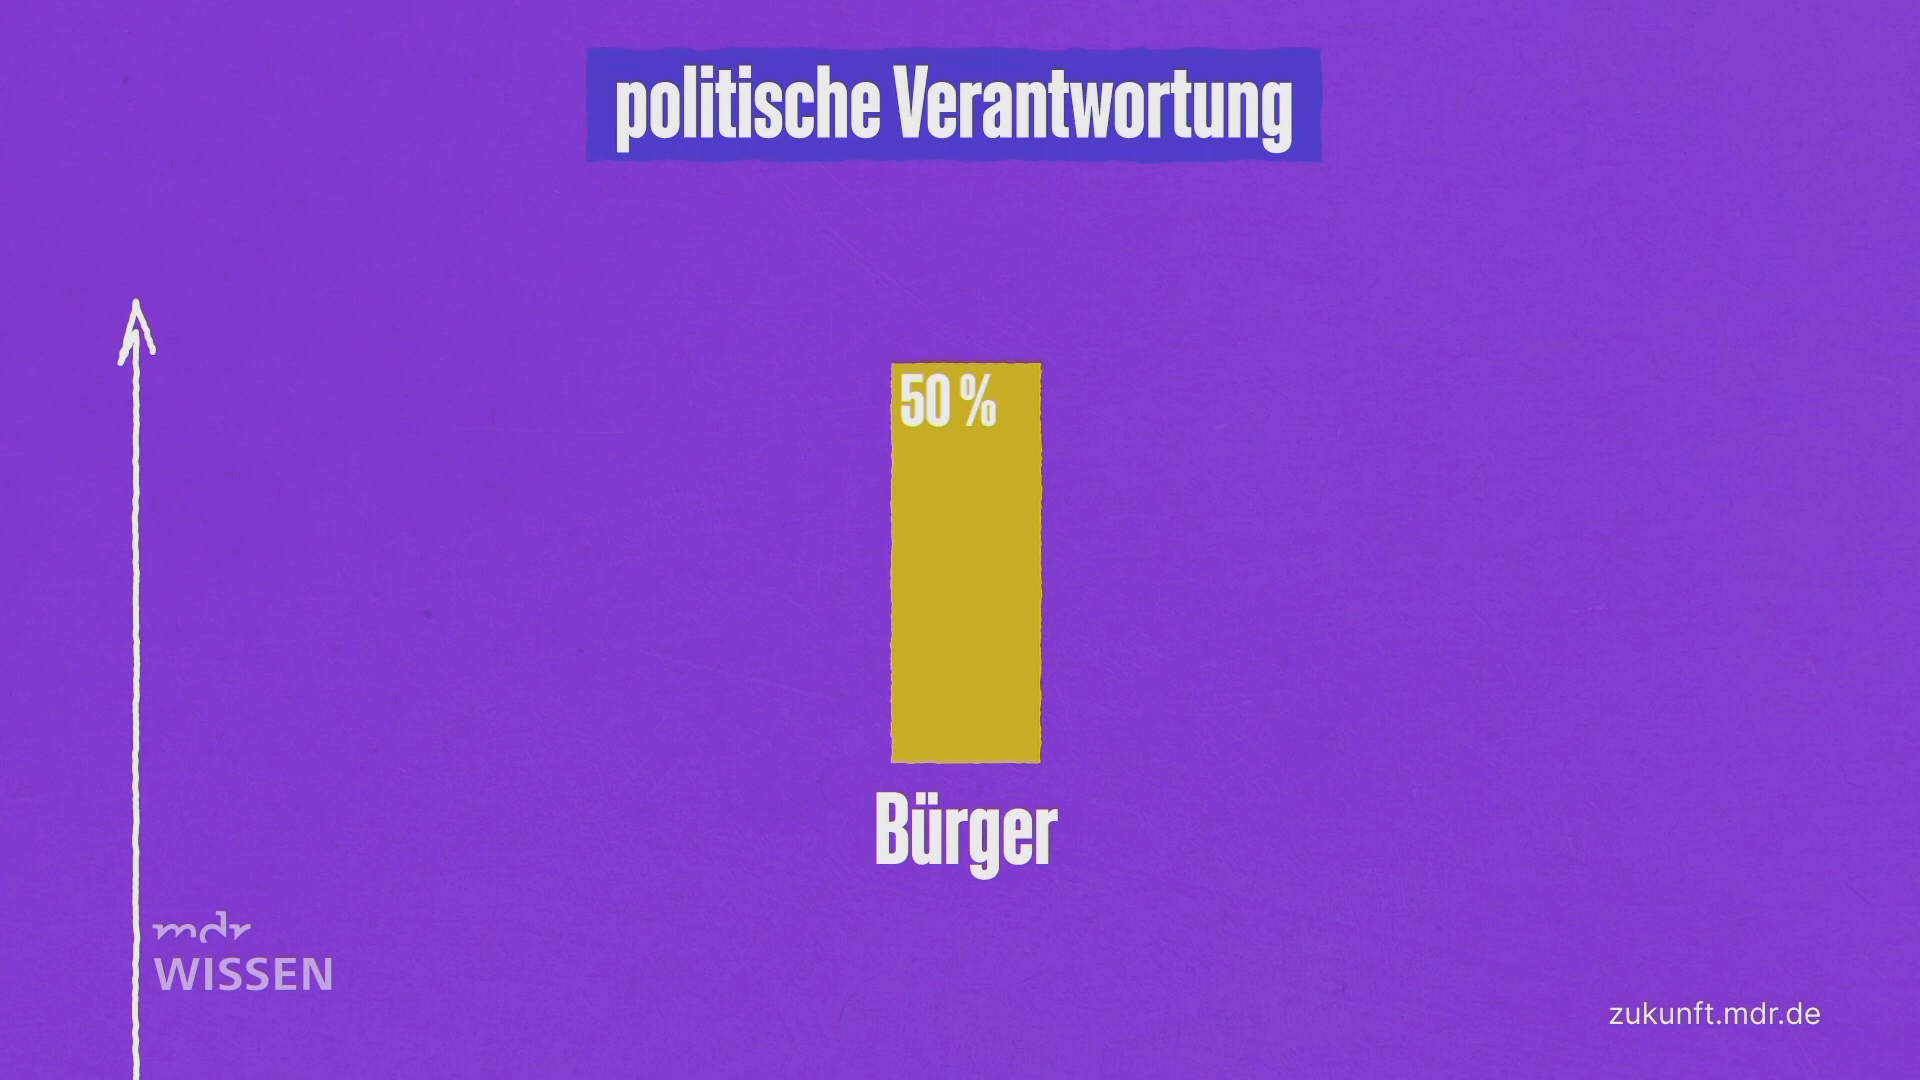 politische Verantwortung
50 %
Bürger
mdr
WISSEN
zukunft.mdr.de